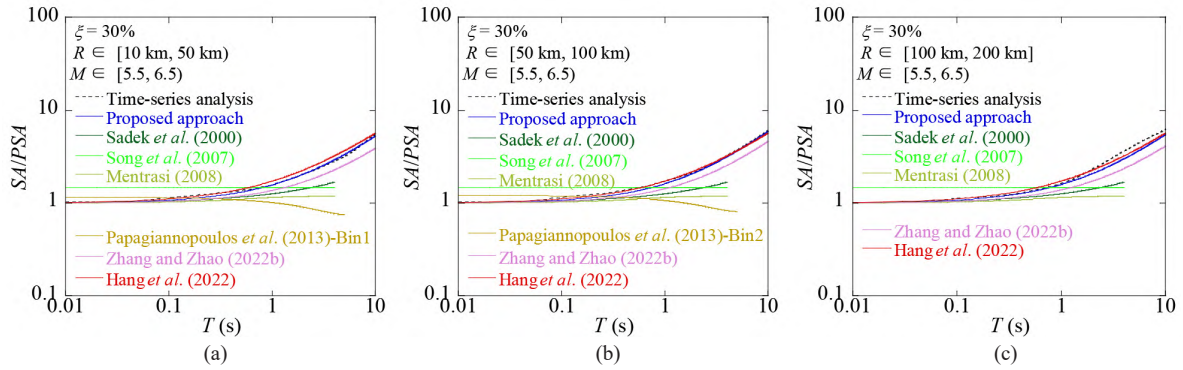 100
10
1
0.1
SA/PSA
ξ = 30%
R ∈ [10 km, 50 km)
M ∈ [5.5, 6.5)
Time-series analysis
Proposed approach
Sadek et al. (2000)
Song et al. (2007)
Mentrasi (2008)
Papagiannopoulos et al. (2013)-Bin1
Zhang and Zhao (2022b)
Hang et al. (2022)
0.01 0.1 1 10
T (s)
(a)
100
10
1
0.1
SA/PSA
ξ = 30%
R ∈ [50 km, 100 km)
M ∈ [5.5, 6.5)
Time-series analysis
Proposed approach
Sadek et al. (2000)
Song et al. (2007)
Mentrasi (2008)
Papagiannopoulos et al. (2013)-Bin2
Zhang and Zhao (2022b)
Hang et al. (2022)
0.01 0.1 1 10
T (s)
(b)
100
10
1
0.1
SA/PSA
ξ = 30%
R ∈ [100 km, 200 km]
M ∈ [5.5, 6.5)
Time-series analysis
Proposed approach
Sadek et al. (2000)
Song et al. (2007)
Mentrasi (2008)
Zhang and Zhao (2022b)
Hang et al. (2022)
0.01 0.1 1 10
T (s)
(c)